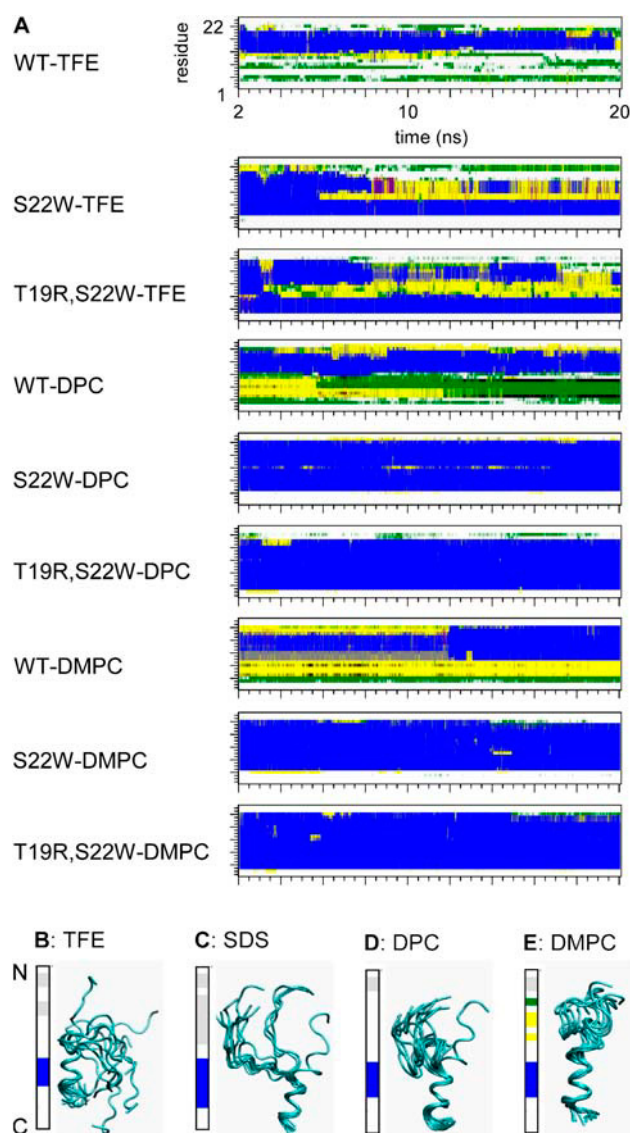 A
WT-TFE
residue
22
1
2
10
20
time (ns)
S22W-TFE
T19R,S22W-TFE
WT-DPC
S22W-DPC
T19R,S22W-DPC
WT-DMPC
S22W-DMPC
T19R,S22W-DMPC
B: TFE
C: SDS
D: DPC
E: DMPC
N
C